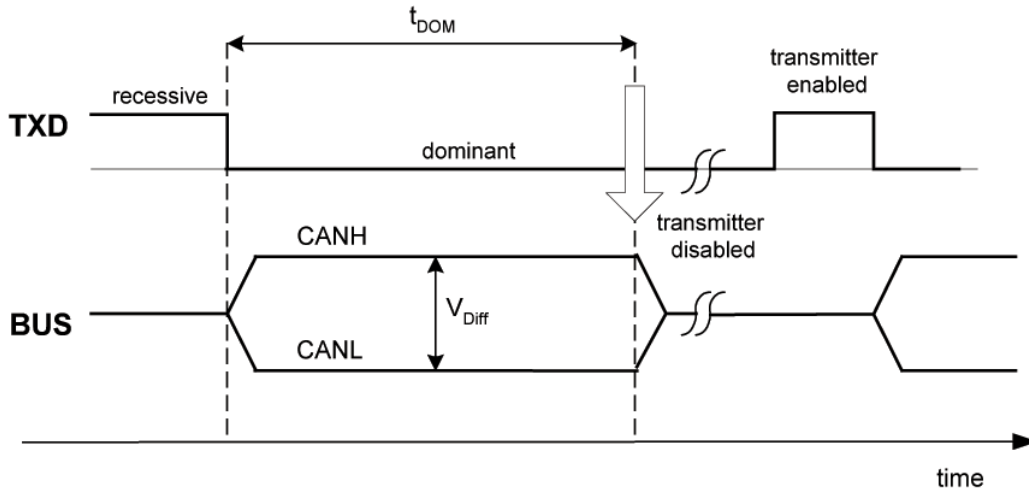 tDOM
transmitter
enabled
recessive
TXD
dominant
CANH
transmitter
disabled
VDiff
BUS
CANL
time